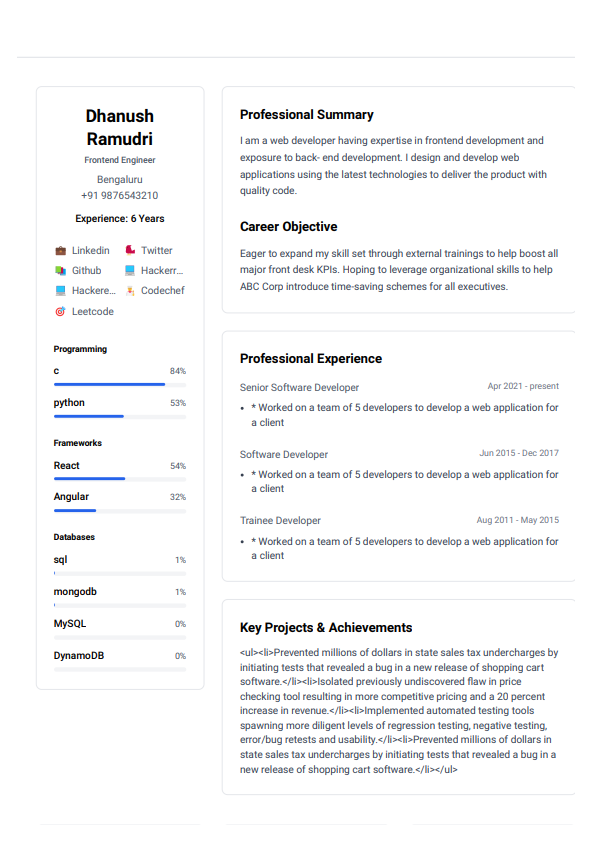 Dhanush
Ramudri
Frontend Engineer
Bengaluru
+91 9876543210
Experience: 6 Years
Linkedin Twitter
Github Hackerr...
Hackere... Codechef
Leetcode
Programming
c 84%
python 53%
Frameworks
React 54%
Angular 32%
Databases
sql 1%
mongodb 1%
MySQL 0%
DynamoDB 0%
Professional Summary
I am a web developer having expertise in frontend development and
exposure to back- end development. I design and develop web
applications using the latest technologies to deliver the product with
quality code.
Career Objective
Eager to expand my skill set through external trainings to help boost all
major front desk KPIs. Hoping to leverage organizational skills to help
ABC Corp introduce time-saving schemes for all executives.
Professional Experience
Senior Software Developer Apr 2021 - present
• * Worked on a team of 5 developers to develop a web application for
a client
Software Developer Jun 2015 - Dec 2017
• * Worked on a team of 5 developers to develop a web application for
a client
Trainee Developer Aug 2011 - May 2015
• * Worked on a team of 5 developers to develop a web application for
a client
Key Projects & Achievements
<ul><li>Prevented millions of dollars in state sales tax undercharges by
initiating tests that revealed a bug in a new release of shopping cart
software.</li><li>Isolated previously undiscovered flaw in price
checking tool resulting in more competitive pricing and a 20 percent
increase in revenue.</li><li>Implemented automated testing tools
spawning more diligent levels of regression testing, negative testing,
error/bug retests and usability.</li><li>Prevented millions of dollars in
state sales tax undercharges by initiating tests that revealed a bug in a
new release of shopping cart software.</li></ul>